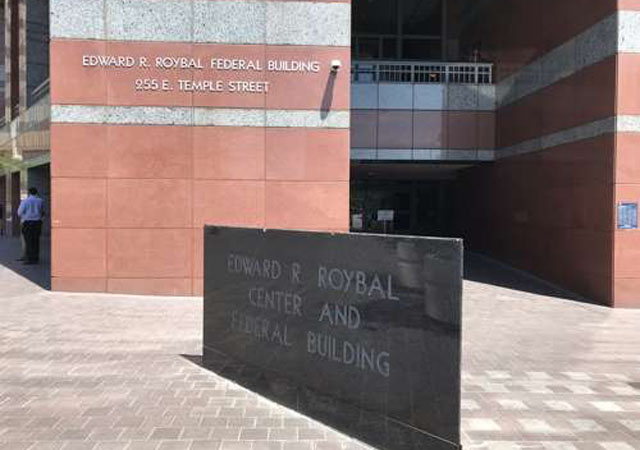 EDWARD R. ROYBAL FEDERAL BUILDING
255 E. TEMPLE STREET
EDWARD R ROYBAL
CENTER AND
FEDERAL BUILDING